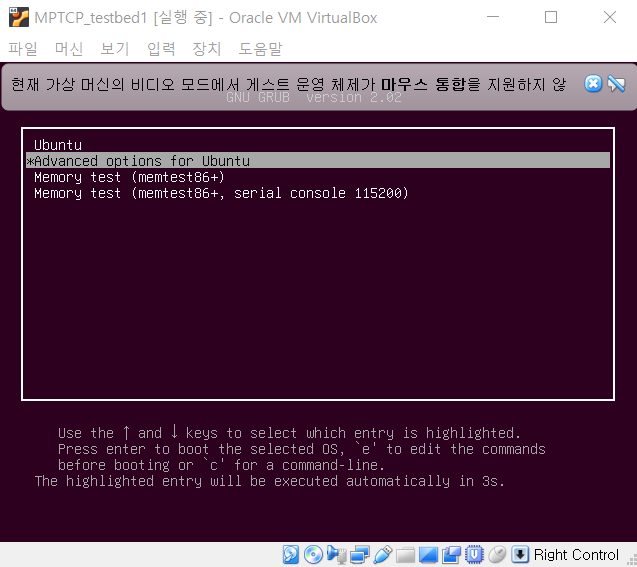 MPTCP_testbed1 [실행 중] - Oracle VM VirtualBox
파일 머신 보기 입력 장치 도움말
현재 가상 머신의 비디오 모드에서 게스트 운영 체제가 마우스 통합을 지원하지 않
GNU GRUB version 2.02
Ubuntu
*Advanced options for Ubuntu
Memory test (memtest86+)
Memory test (memtest86+, serial console 115200)
Use the ↑ and ↓ keys to select which entry is highlighted.
Press enter to boot the selected OS, `e' to edit the commands
before booting or `c' for a command-line.
The highlighted entry will be executed automatically in 3s.
Right Control